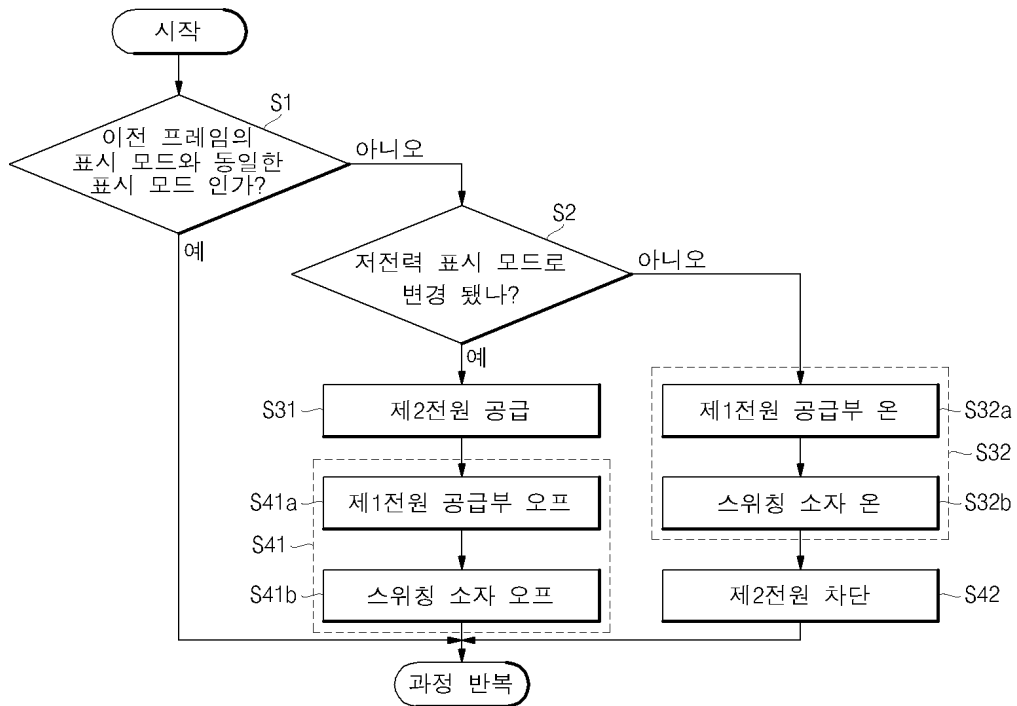 시작
S1
이전 프레임의
표시 모드와 동일한
표시 모드 인가?
아니오
예
S2
저전력 표시 모드로
변경 됐나?
아니오
예
S31
제2전원 공급
제1전원 공급부 온
S32a
S32
S41a
제1전원 공급부 오프
스위칭 소자 온
S32b
S41
S41b
스위칭 소자 오프
제2전원 차단
S42
과정 반복